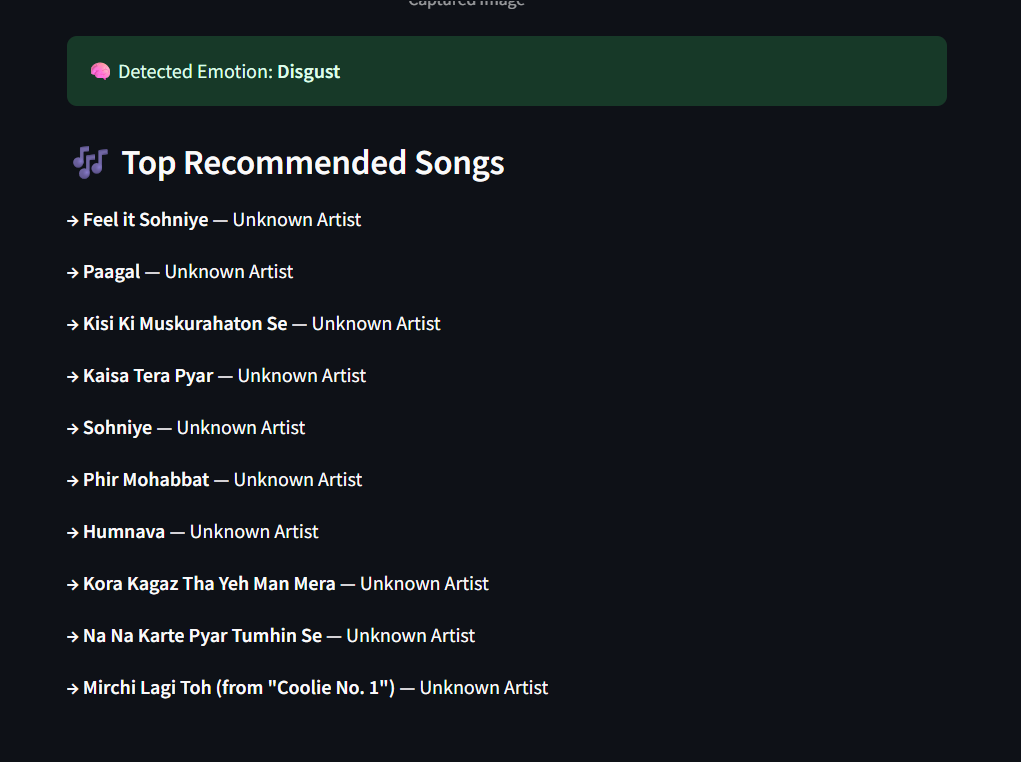 Captured Image
🧠 Detected Emotion: Disgust
🎶 Top Recommended Songs
→ Feel it Sohniye — Unknown Artist
→ Paagal — Unknown Artist
→ Kisi Ki Muskurahaton Se — Unknown Artist
→ Kaisa Tera Pyar — Unknown Artist
→ Sohniye — Unknown Artist
→ Phir Mohabbat — Unknown Artist
→ Humnava — Unknown Artist
→ Kora Kagaz Tha Yeh Man Mera — Unknown Artist
→ Na Na Karte Pyar Tumhin Se — Unknown Artist
→ Mirchi Lagi Toh (from "Coolie No. 1") — Unknown Artist